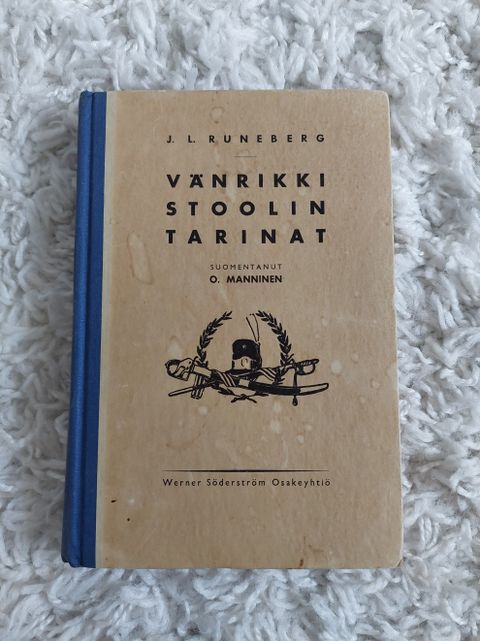 J. L. RUNEBERG
VÄNRIKKI
STOOLIN
TARINAT
SUOMENTANUT
O. MANNINEN
Werner Söderström Osakeyhtiö